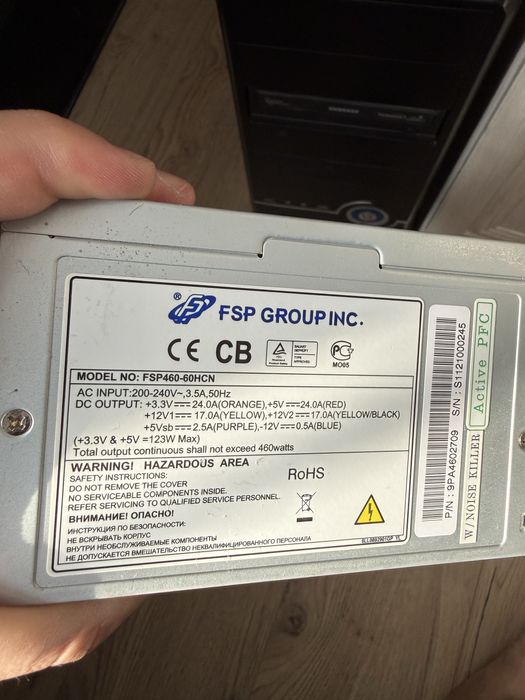 ® FSP GROUP INC.
CE CB
MO05
MODEL NO: FSP460-60HCN
AC INPUT:200-240V~,3.5A,50Hz
DC OUTPUT: +3.3V⎓24.0A(ORANGE),+5V⎓24.0A(RED)
+12V1⎓17.0A(YELLOW),+12V2⎓17.0A(YELLOW/BLACK)
+5Vsb⎓2.5A(PURPLE),-12V⎓0.5A(BLUE)
(+3.3V & +5V =123W Max)
Total output continuous shall not exceed 460watts
WARNING! HAZARDOUS AREA
SAFETY INSTRUCTIONS:
DO NOT REMOVE THE COVER
NO SERVICEABLE COMPONENTS INSIDE.
REFER SERVICING TO QUALIFIED SERVICE PERSONNEL.
ВНИМАНИЕ! ОПАСНО!
ИНСТРУКЦИЯ ПО БЕЗОПАСНОСТИ:
НЕ ВСКРЫВАТЬ КОРПУС
ВНУТРИ НЕОБСЛУЖИВАЕМЫЕ КОМПОНЕНТЫ
НЕ ДОПУСКАЕТСЯ ВМЕШАТЕЛЬСТВО НЕКВАЛИФИЦИРОВАННОГО ПЕРСОНАЛА
RoHS
P/N : 9PA4602709 S/N : S1121000245
W/ NOISE KILLER
Active PFC